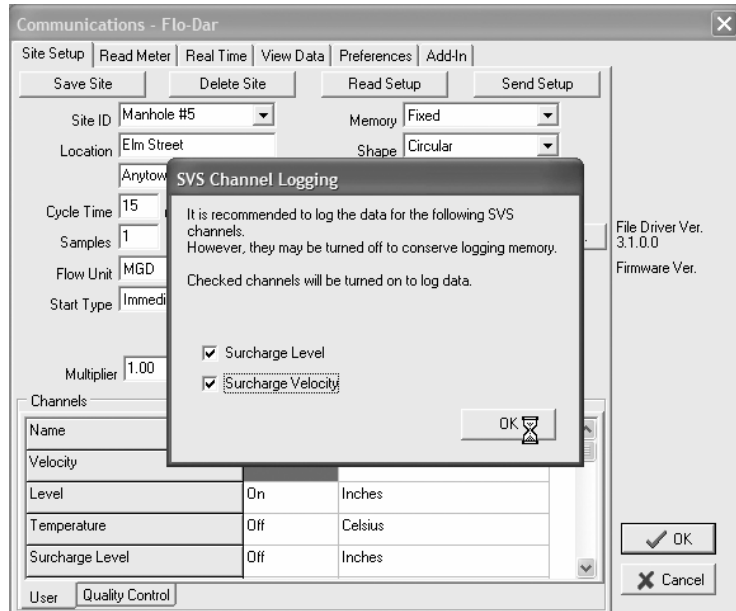 Communications - Flo-Dar
Site Setup Read Meter Real Time View Data Preferences Add-In
Save Site Delete Site Read Setup Send Setup
Site ID Manhole #5 Memory Fixed
Location Elm Street Shape Circular
Anytow
SVS Channel Logging
It is recommended to log the data for the following SVS
channels.
However, they may be turned off to conserve logging memory.
Checked channels will be turned on to log data.
Surcharge Level
Surcharge Velocity
OK
Cycle Time 15
Samples 1
Flow Unit MGD
Start Type Immedi
Multiplier 1.00
File Driver Ver.
3.1.0.0
Firmware Ver.
Channels
Name
Velocity
Level On Inches
Temperature Off Celsius
Surcharge Level Off Inches
User Quality Control
OK
Cancel